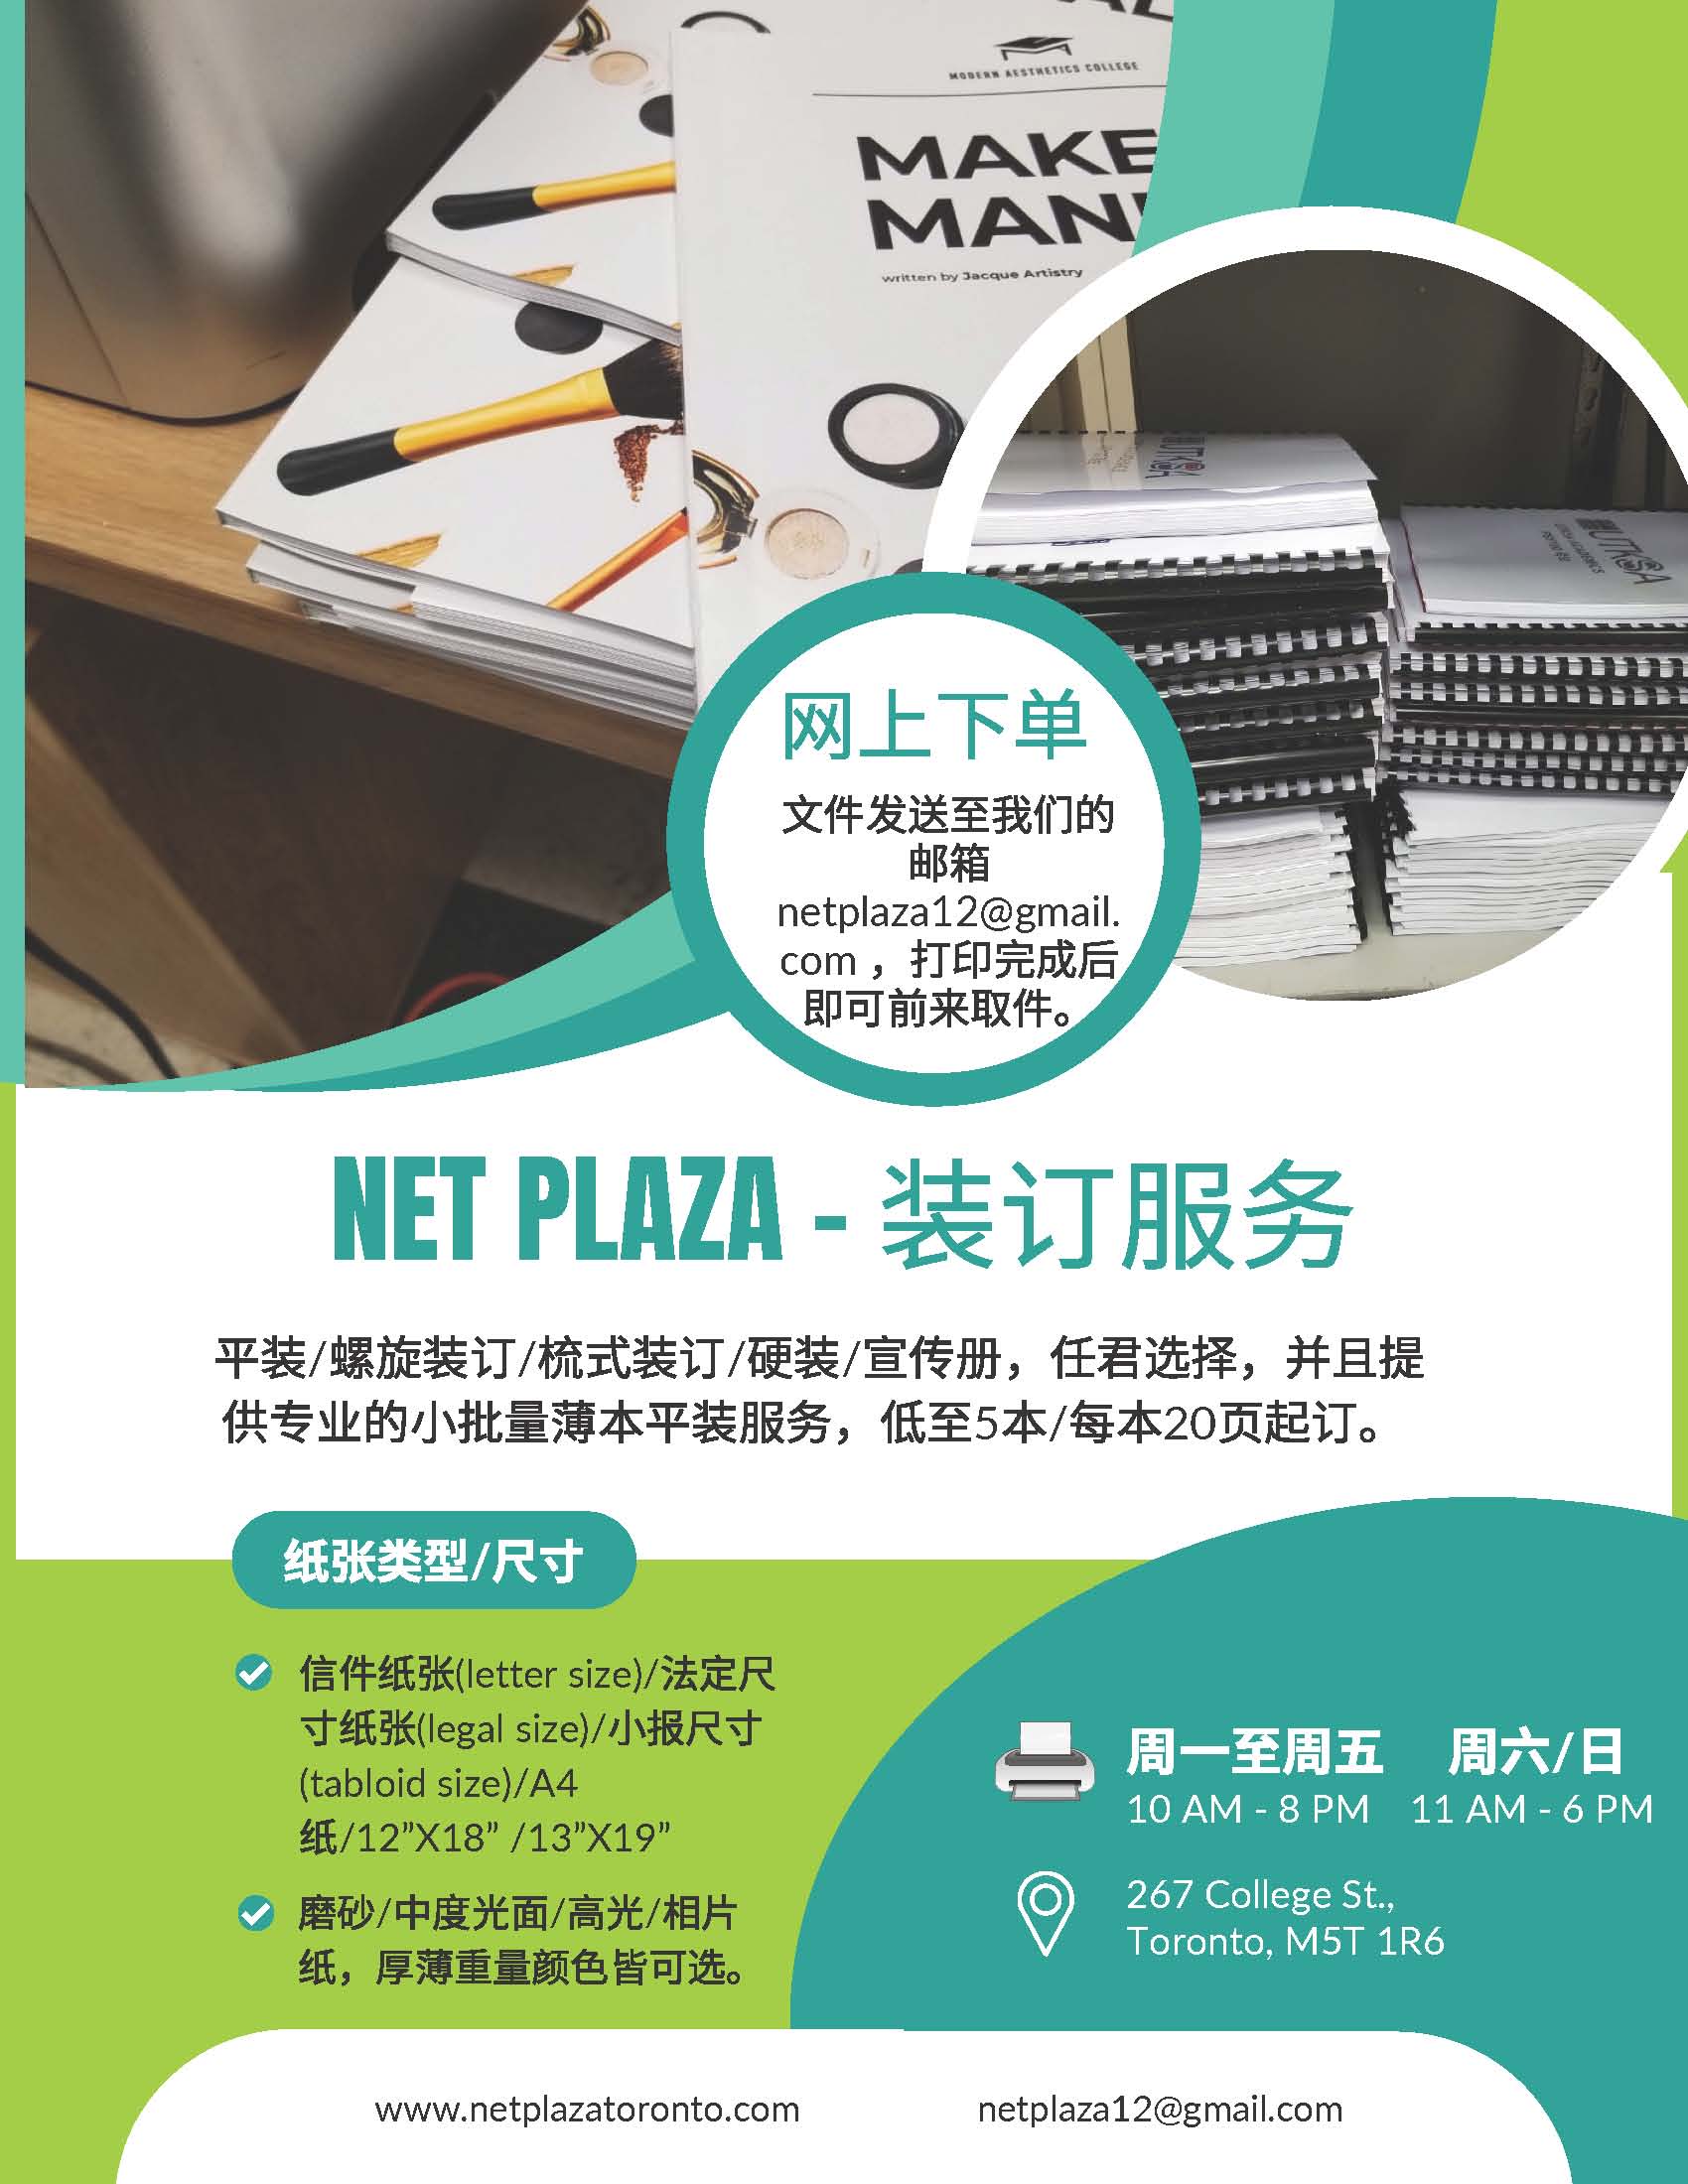 MODERN AESTHETICS COLLEGE
MAKE
MAN
written by Jacque Artistry
UTKSA
网上下单
文件发送至我们的
邮箱
netplaza12@gmail.
com ，打印完成后
即可前来取件。
NET PLAZA - 装订服务
平装/螺旋装订/梳式装订/硬装/宣传册，任君选择，并且提
供专业的小批量薄本平装服务，低至5本/每本20页起订。
纸张类型/尺寸
信件纸张(letter size)/法定尺
寸纸张(legal size)/小报尺寸
(tabloid size)/A4
纸/12”X18” /13”X19”
磨砂/中度光面/高光/相片
纸，厚薄重量颜色皆可选。
周一至周五 周六/日
10 AM - 8 PM 11 AM - 6 PM
267 College St.,
Toronto, M5T 1R6
www.netplazatoronto.com netplaza12@gmail.com